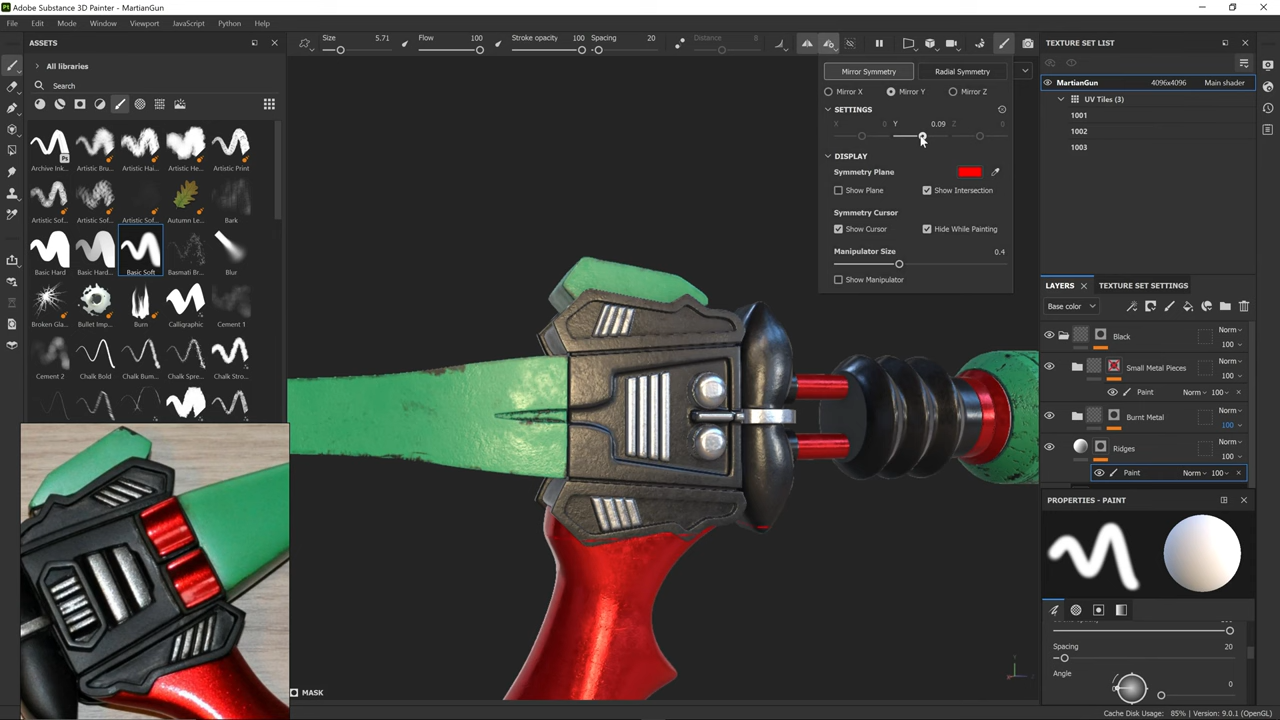 Adobe Substance 3D Painter - MartianGun
File Edit Mode Window Viewport JavaScript Python Help
ASSETS
Size 5.71 Flow 100 Stroke opacity 100 Spacing 20 Distance 8
TEXTURE SET LIST
All libraries
Search
Mirror Symmetry Radial Symmetry
Mirror X Mirror Y Mirror Z
SETTINGS
X 0 Y 0.09 Z 0
DISPLAY
Symmetry Plane
Show Plane Show Intersection
Symmetry Cursor
Show Cursor Hide While Painting
Manipulator Size
0.4
Show Manipulator
MartianGun 4096x4096 Main shader
UV Tiles (3)
1001
1002
1003
Archive Ink... Artistic Bru... Artistic Hai... Artistic He... Artistic Print
Artistic Sof... Artistic Sof... Artistic Sof... Autumn Le... Bark
Basic Hard Basic Hard... Basic Soft Basmati Br... Blur
Broken Gla... Bullet Imp... Burn Calligraphic Cement 1
Cement 2 Chalk Bold Chalk Bum... Chalk Spre... Chalk Stro...
LAYERS TEXTURE SET SETTINGS
Base color
Black Norm 100
Small Metal Pieces Norm 100
Paint Norm 100
Burnt Metal Norm 100
Ridges Norm 100
Paint Norm 100
PROPERTIES - PAINT
Spacing
20
Angle
0
MASK
Y
Cache Disk Usage: 85% | Version: 9.0.1 (OpenGL)